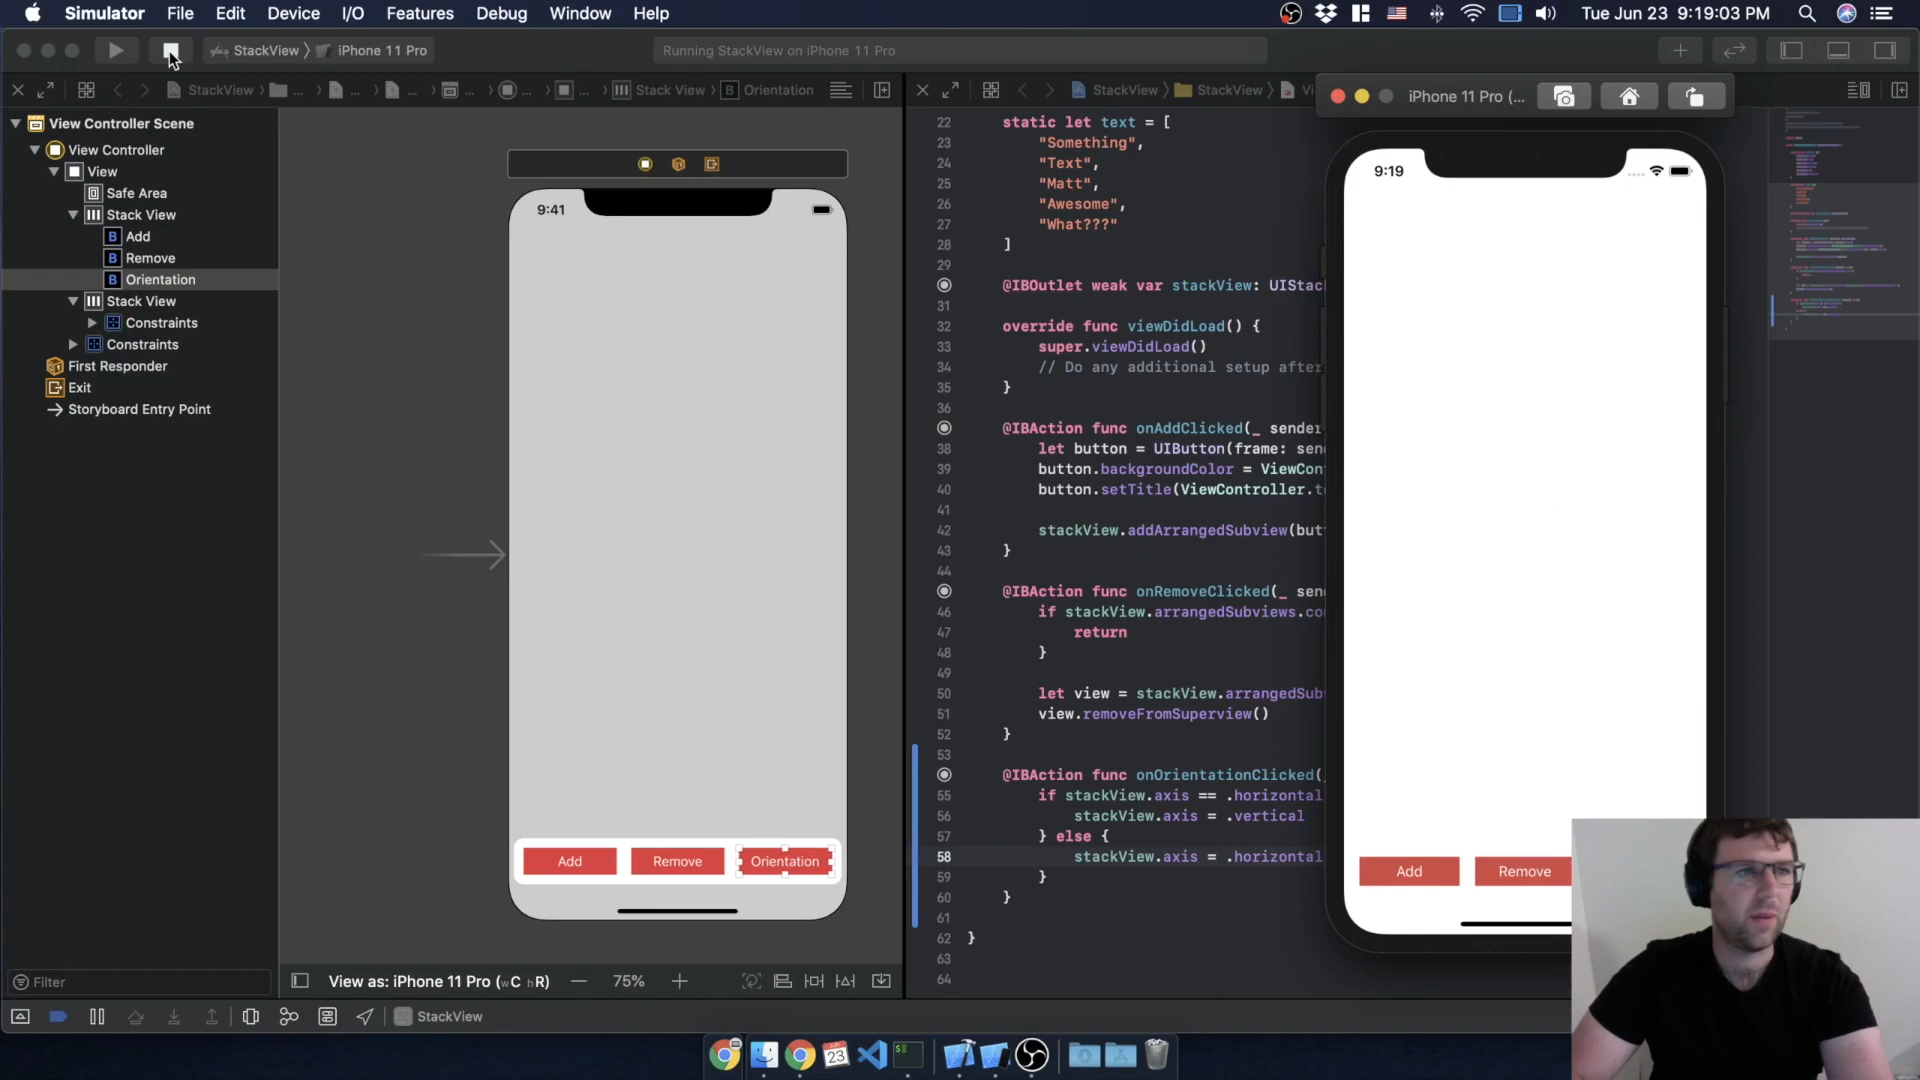 Simulator File Edit Device I/O Features Debug Window Help
Tue Jun 23 9:19:03 PM
StackView iPhone 11 Pro
Running StackView on iPhone 11 Pro
StackView ... ... ... ... ... ... Stack View B Orientation
StackView StackView Vi
iPhone 11 Pro (...
View Controller Scene
View Controller
View
Safe Area
Stack View
B Add
B Remove
B Orientation
Stack View
Constraints
Constraints
First Responder
Exit
Storyboard Entry Point
Filter
9:41
Add Remove Orientation
View as: iPhone 11 Pro (wC hR)
75%
StackView
22 static let text = [
23 "Something",
24 "Text",
25 "Matt",
26 "Awesome",
27 "What???"
28 ]
29
@IBOutlet weak var stackView: UIStac
31
32 override func viewDidLoad() {
33 super.viewDidLoad()
34 // Do any additional setup after
35 }
36
@IBAction func onAddClicked(_ sender
38 let button = UIButton(frame: sen
39 button.backgroundColor = ViewCon
40 button.setTitle(ViewController.te
41
42 stackView.addArrangedSubview(but
43 }
44
@IBAction func onRemoveClicked(_ sen
46 if stackView.arrangedSubviews.co
47 return
48 }
49
50 let view = stackView.arrangedSub
51 view.removeFromSuperview()
52 }
53
@IBAction func onOrientationClicked(_
55 if stackView.axis == .horizontal
56 stackView.axis = .vertical
57 } else {
58 stackView.axis = .horizontal
59 }
60 }
61
62 }
63
64
9:19
Add Remove
JUN
23